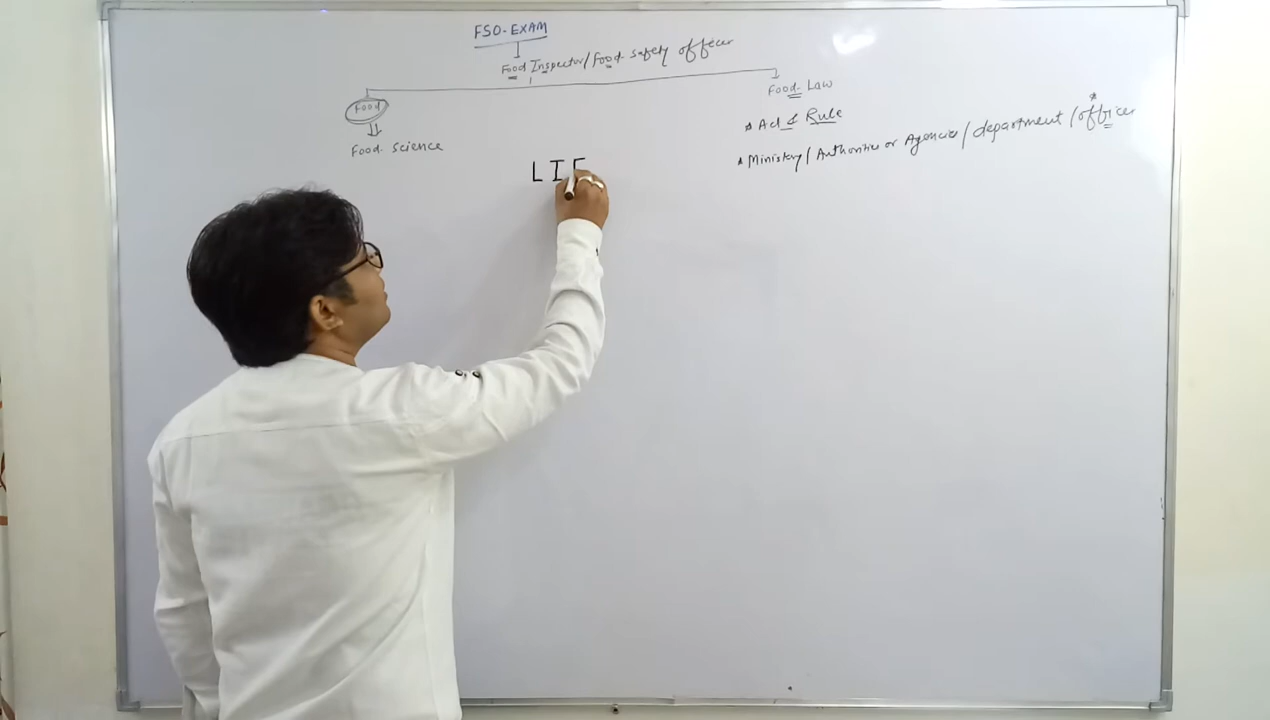 FSO-EXAM
Food Inspector/Food safety officer
Food
Food-Law
Food science
* Act & Rule
* Ministry/Authorities or Agencies/department/officer
LIF